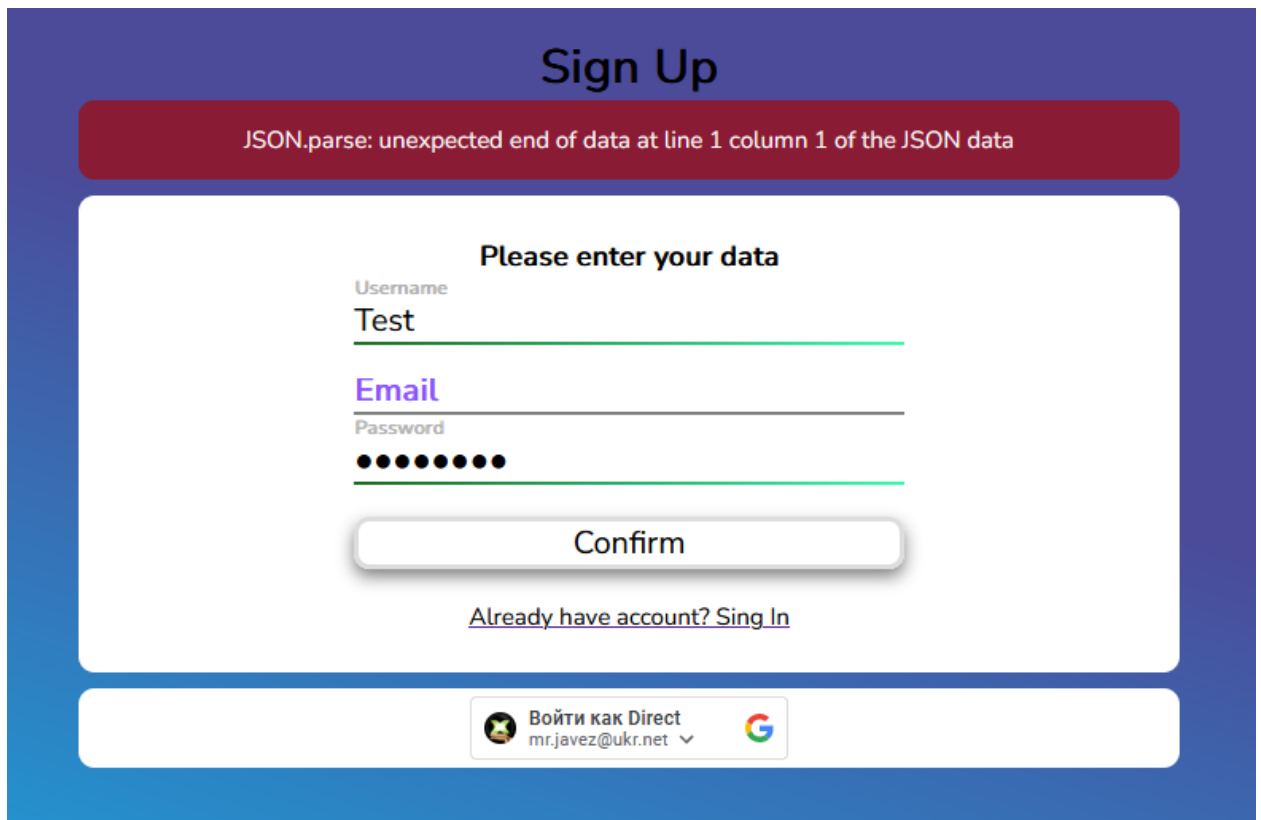 Sign Up
JSON.parse: unexpected end of data at line 1 column 1 of the JSON data
Please enter your data
Username
Test
Email
Password
Confirm
Already have account? Sing In
Войти как Direct
mr.javez@ukr.net